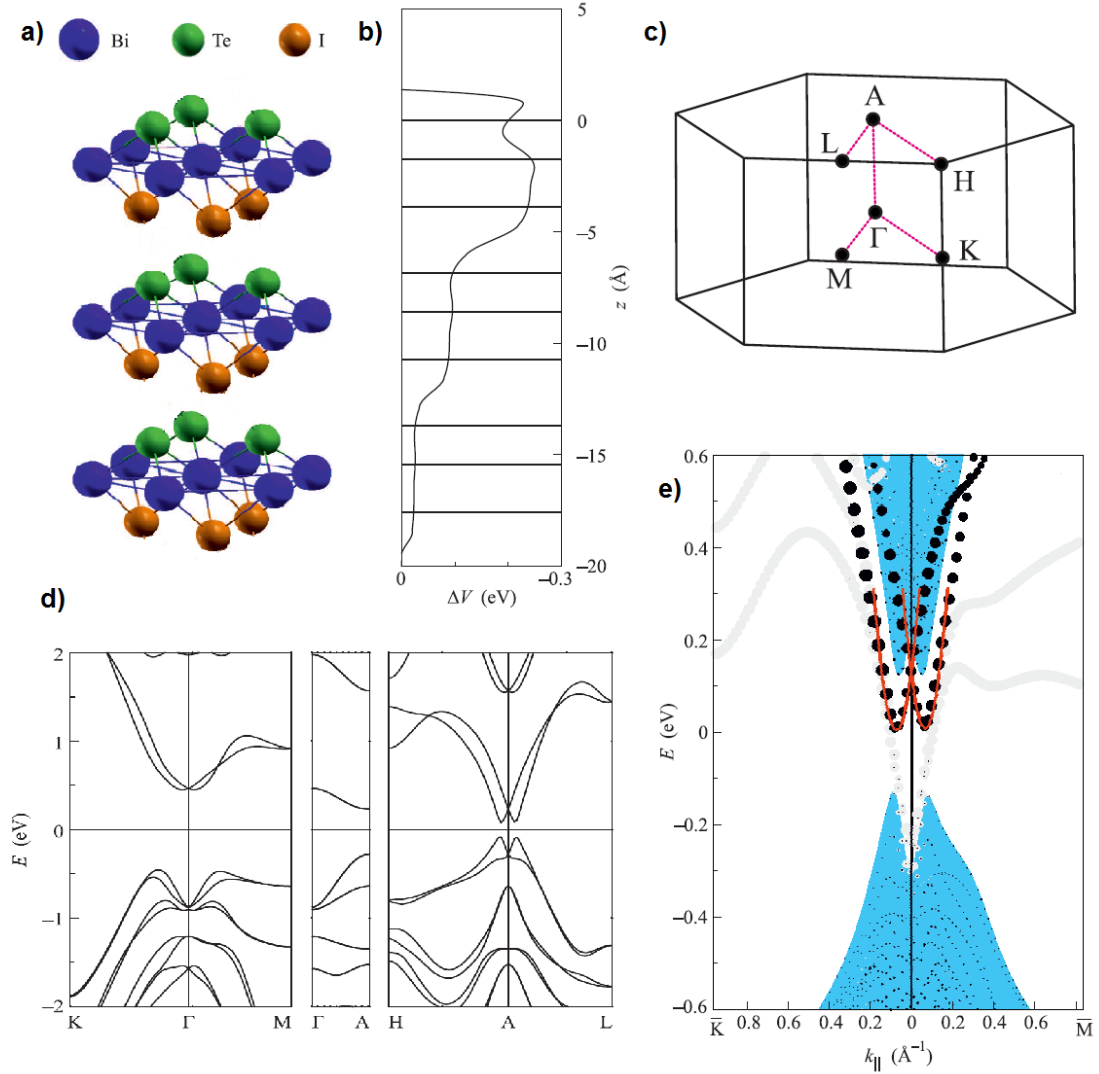 a)
Bi
Te
I
b)
5
0
−5
−10
−15
−20
z (Å)
0
−0.3
ΔV (eV)
c)
A
L
H
Γ
M
K
d)
2
1
0
−1
−2
E (eV)
K
Γ
M
Γ
A
H
A
L
e)
0.6
0.4
0.2
0
−0.2
−0.4
−0.6
E (eV)
K̅
0.8
0.6
0.4
0.2
0
0.2
0.4
0.6
M̅
k∥ (Å⁻¹)